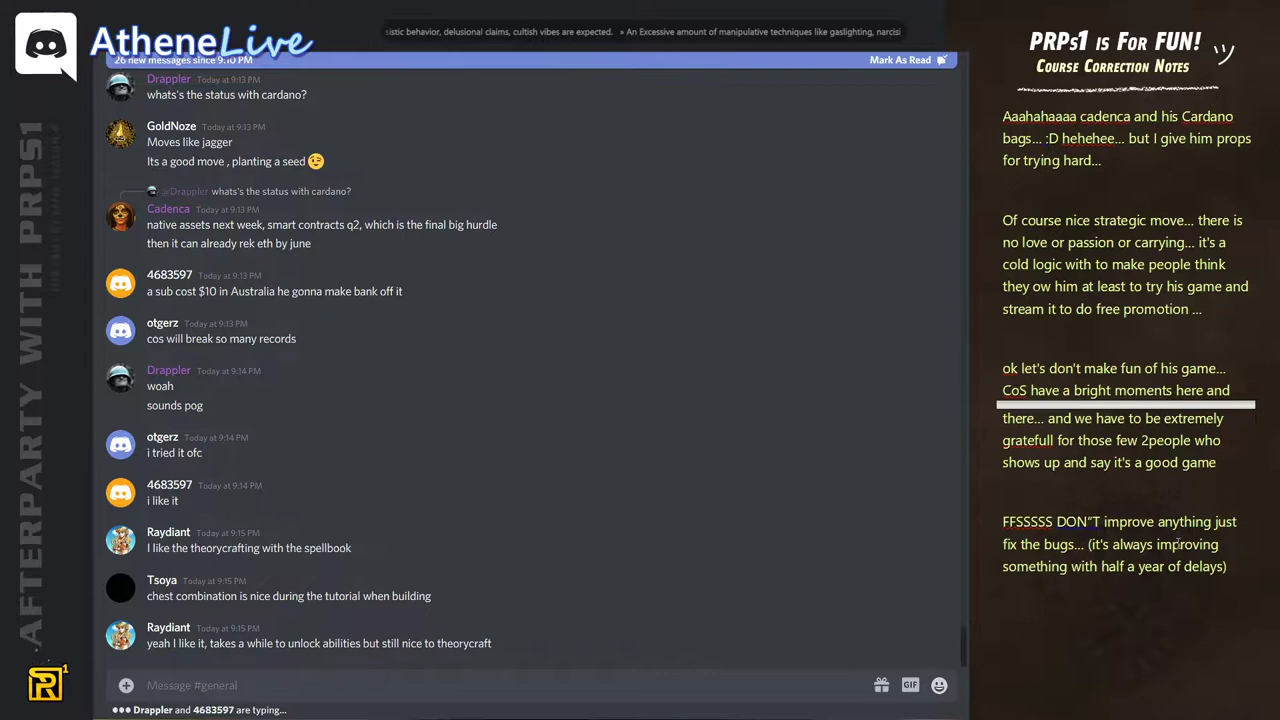 AtheneLive
istic behavior, delusional claims, cultish vibes are expected. » An Excessive amount of manipulative techniques like gaslighting, narcisi
26 new messages since 9:10 PM
Mark As Read
Drappler Today at 9:13 PM
whats's the status with cardano?
GoldNoze Today at 9:13 PM
Moves like jagger
Its a good move , planting a seed 😉
@Drappler whats's the status with cardano?
Cadenca Today at 9:13 PM
native assets next week, smart contracts q2, which is the final big hurdle
then it can already rek eth by june
4683597 Today at 9:13 PM
a sub cost $10 in Australia he gonna make bank off it
otgerz Today at 9:13 PM
cos will break so many records
Drappler Today at 9:14 PM
woah
sounds pog
otgerz Today at 9:14 PM
i tried it ofc
4683597 Today at 9:14 PM
i like it
Raydiant Today at 9:15 PM
I like the theorycrafting with the spellbook
Tsoya Today at 9:15 PM
chest combination is nice during the tutorial when building
Raydiant Today at 9:15 PM
yeah I like it, takes a while to unlock abilities but still nice to theorycraft
Message #general
GIF
Drappler and 4683597 are typing...
AFTERPARTY WITH PRPS1
PRPS1 IS FOR FUN! ツ
COURSE CORRECTION NOTES
Aaahahaaaa cadenca and his Cardano
bags... :D hehehee... but I give him props
for trying hard...
Of course nice strategic move... there is
no love or passion or carrying... it's a
cold logic with to make people think
they ow him at least to try his game and
stream it to do free promotion ...
ok let's don't make fun of his game...
CoS have a bright moments here and
there... and we have to be extremely
gratefull for those few 2people who
shows up and say it's a good game
FFSSSSS DON"T improve anything just
fix the bugs... (it's always improving
something with half a year of delays)